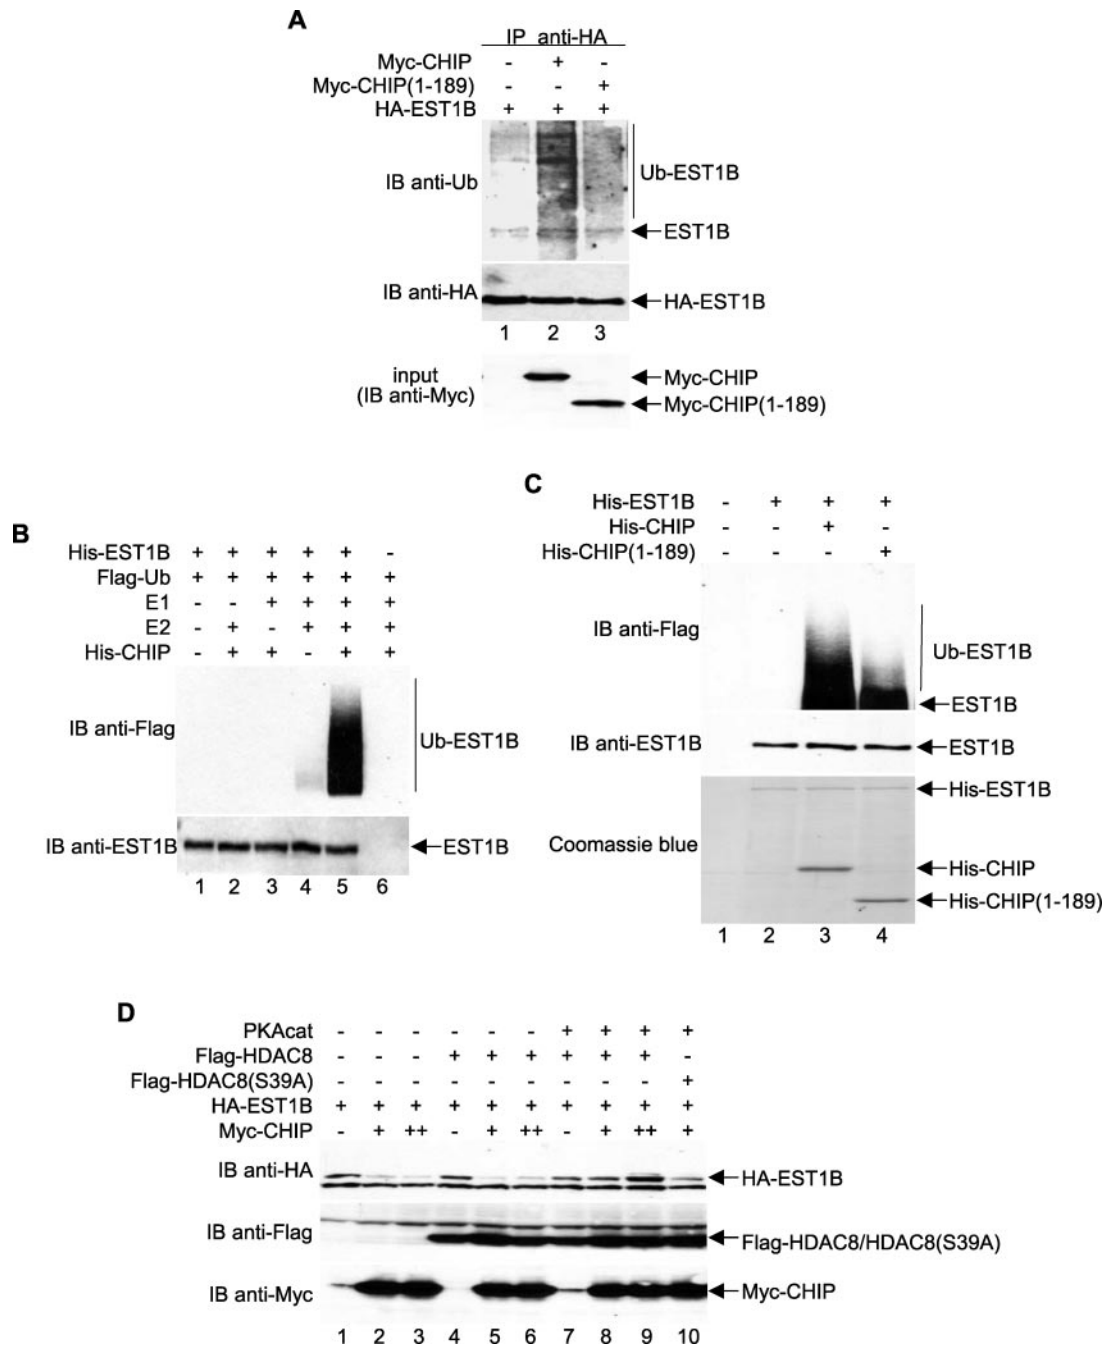 A
IP anti-HA
Myc-CHIP - + -
Myc-CHIP(1-189) - - +
HA-EST1B + + +
IB anti-Ub
Ub-EST1B
EST1B
IB anti-HA
HA-EST1B
1 2 3
input
(IB anti-Myc)
Myc-CHIP
Myc-CHIP(1-189)
B
His-EST1B + + + + + -
Flag-Ub + + + + + +
E1 - - + + + +
E2 - + - + + +
His-CHIP - + + - + +
IB anti-Flag
Ub-EST1B
IB anti-EST1B
EST1B
1 2 3 4 5 6
C
His-EST1B - + + +
His-CHIP - - + -
His-CHIP(1-189) - - - +
IB anti-Flag
Ub-EST1B
EST1B
IB anti-EST1B
EST1B
His-EST1B
Coomassie blue
His-CHIP
His-CHIP(1-189)
1 2 3 4
D
PKAcat - - - - - - + + + +
Flag-HDAC8 - - - + + + + + + -
Flag-HDAC8(S39A) - - - - - - - - - +
HA-EST1B + + + + + + + + + +
Myc-CHIP - + ++ - + ++ - + ++ +
IB anti-HA
HA-EST1B
IB anti-Flag
Flag-HDAC8/HDAC8(S39A)
IB anti-Myc
Myc-CHIP
1 2 3 4 5 6 7 8 9 10